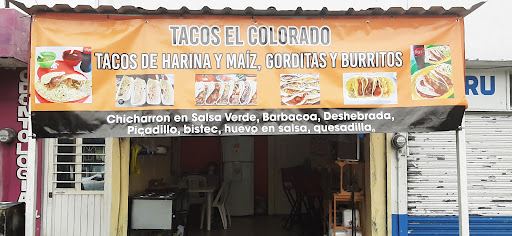 TACOS EL COLORADO
TACOS DE HARINA Y MAÍZ, GORDITAS Y BURRITOS
Chicharron en Salsa Verde, Barbacoa, Deshebrada,
Picadillo, bistec, huevo en salsa, quesadilla.
RU